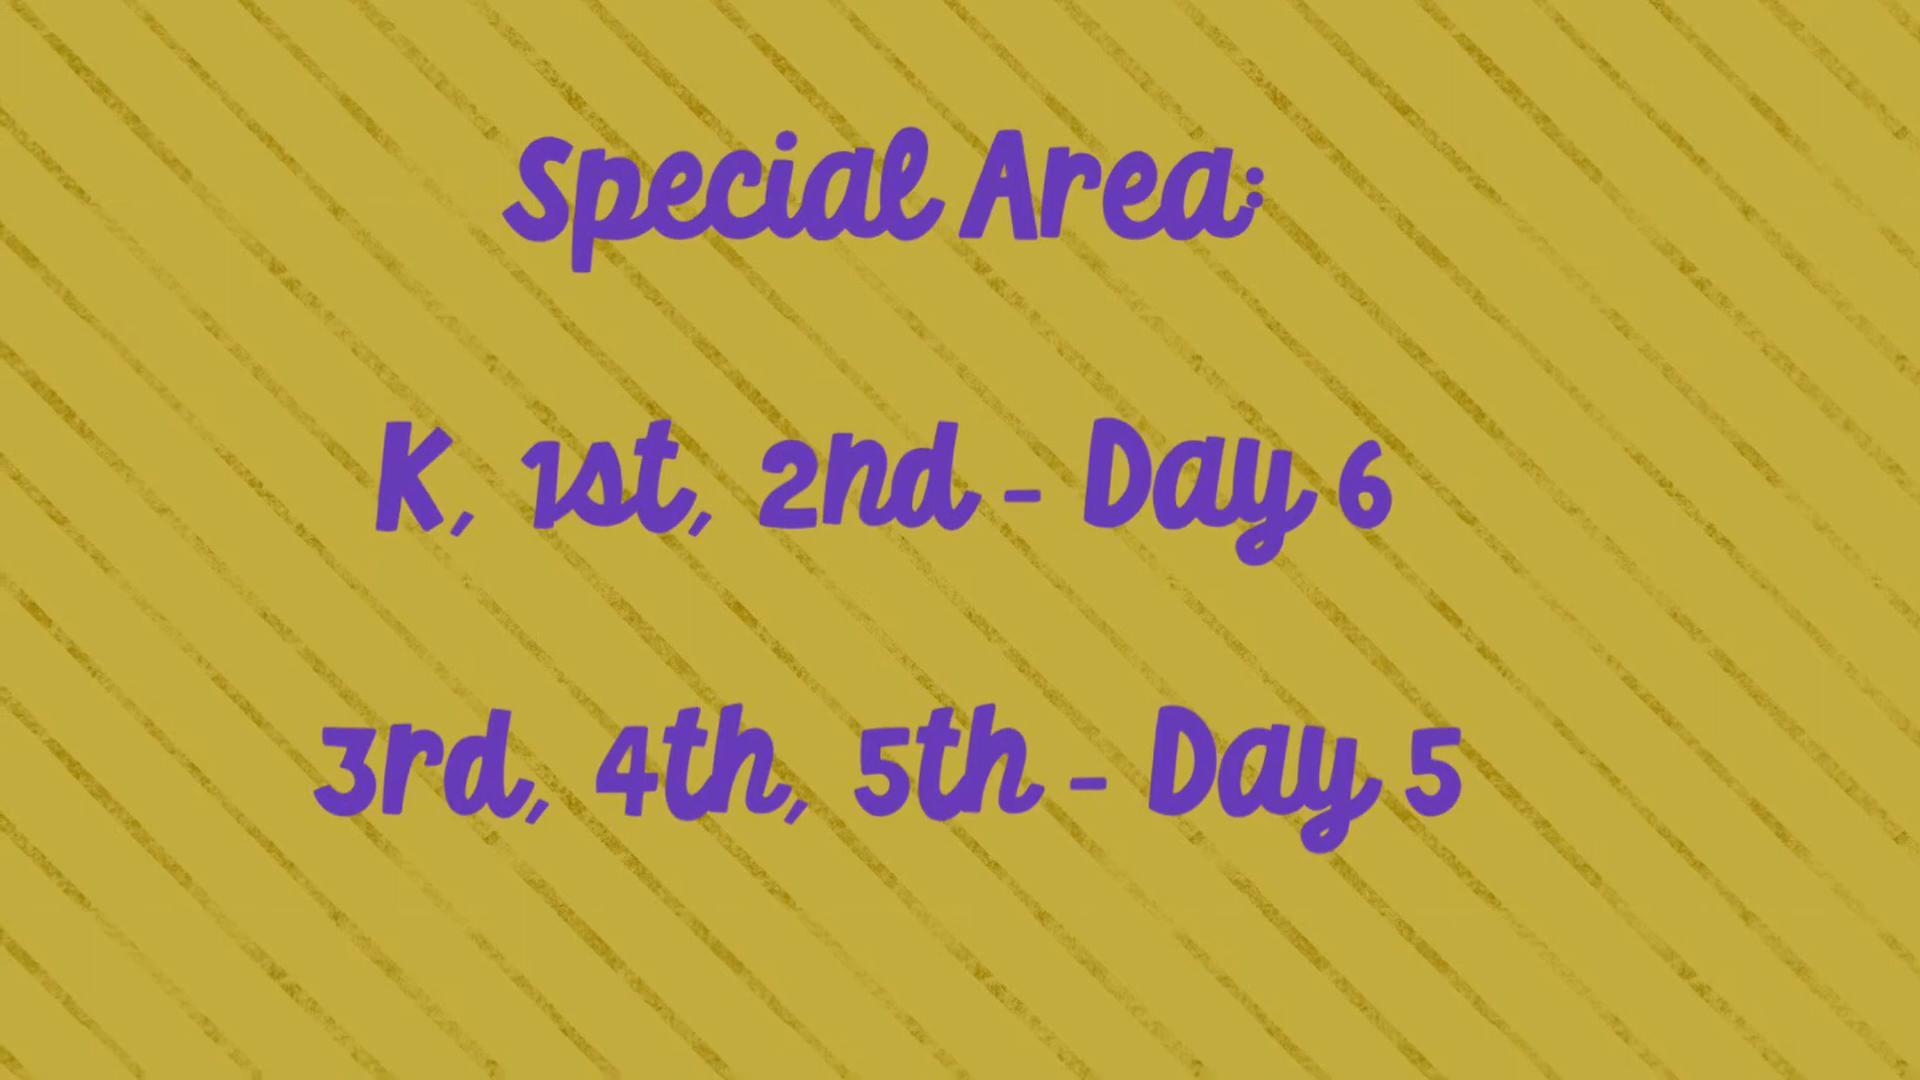 Special Area:
K, 1st, 2nd - Day 6
3rd, 4th, 5th - Day 5